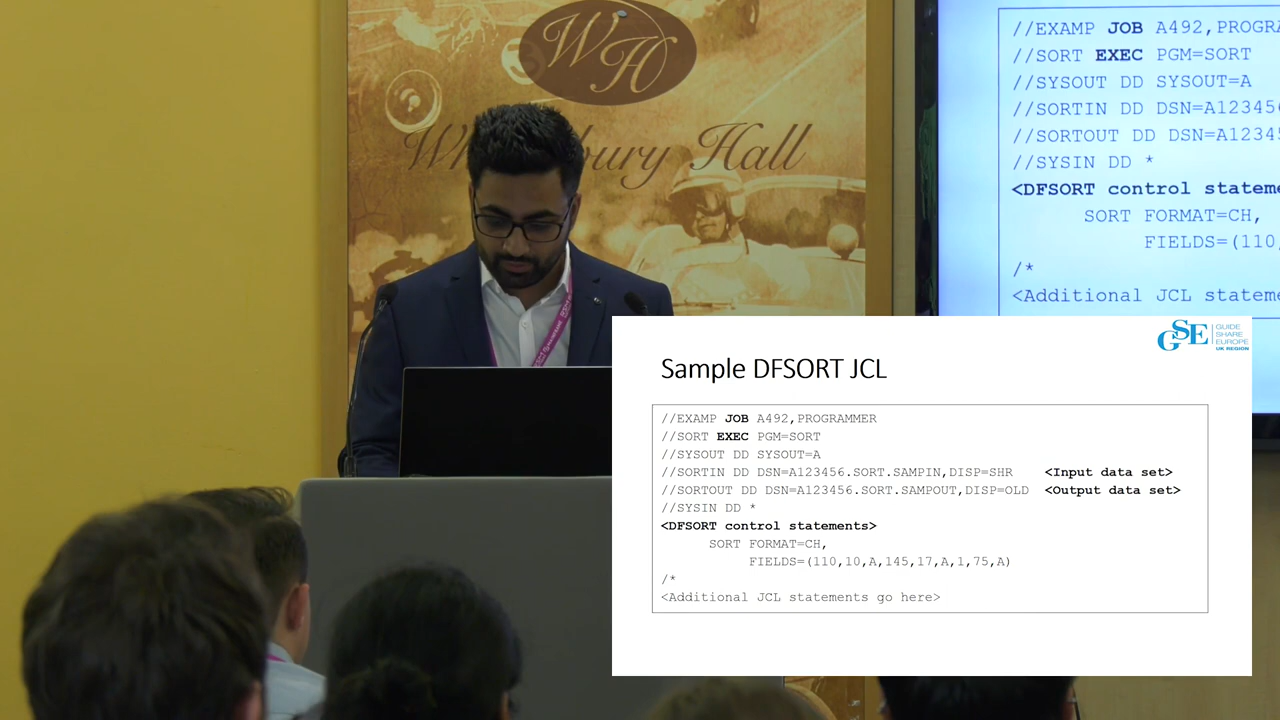 WH
bury Hall
//EXAMP JOB A492,PROGRA
//SORT EXEC PGM=SORT
//SYSOUT DD SYSOUT=A
//SORTIN DD DSN=A123456
//SORTOUT DD DSN=A12345
//SYSIN DD *
<DFSORT control stateme
SORT FORMAT=CH,
FIELDS=(110,
/*
<Additional JCL stateme
GSE
GUIDE
SHARE
EUROPE
UK REGION
Sample DFSORT JCL
//EXAMP JOB A492,PROGRAMMER
//SORT EXEC PGM=SORT
//SYSOUT DD SYSOUT=A
//SORTIN DD DSN=A123456.SORT.SAMPIN,DISP=SHR <Input data set>
//SORTOUT DD DSN=A123456.SORT.SAMPOUT,DISP=OLD <Output data set>
//SYSIN DD *
<DFSORT control statements>
SORT FORMAT=CH,
FIELDS=(110,10,A,145,17,A,1,75,A)
/*
<Additional JCL statements go here>